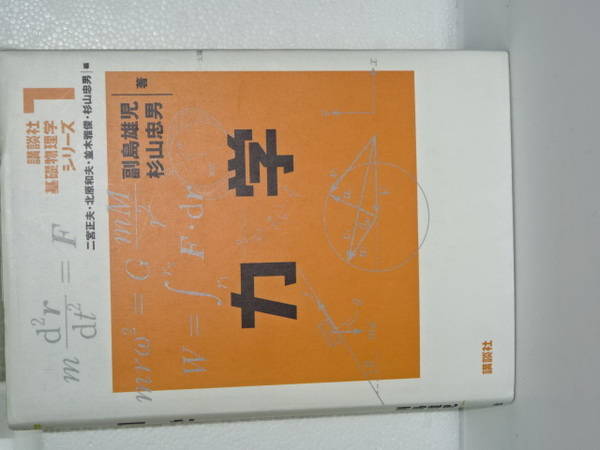 講談社
基礎物理学
シリーズ
1
二宮正夫・北原和夫・並木雅俊・杉山忠男｜編
m d²r/dt² = F
副島雄児
杉山忠男｜著
mrω² = G mM/r²
W = ∫ F · dr
力学
講談社